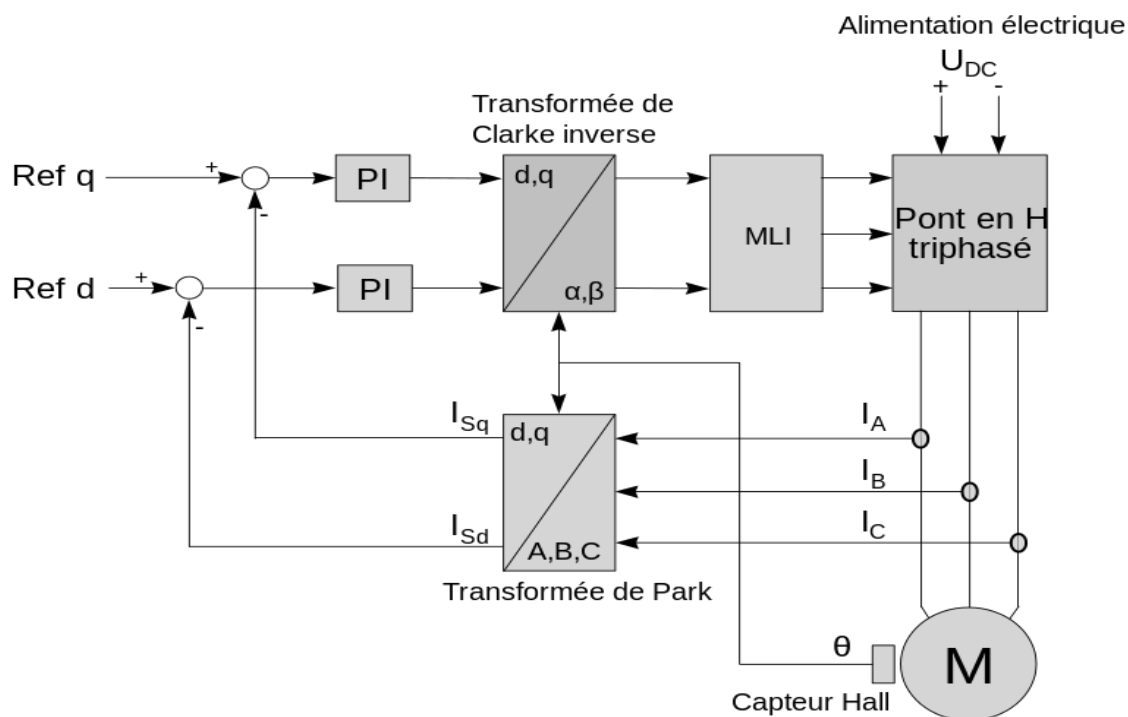 Alimentation électrique
U_DC
+ -
Transformée de
Clarke inverse
Ref q
+
-
PI
d,q
α,β
MLI
Pont en H
triphasé
Ref d
+
-
PI
I_Sq
d,q
I_A
I_B
I_Sd
A,B,C
I_C
Transformée de Park
θ
M
Capteur Hall